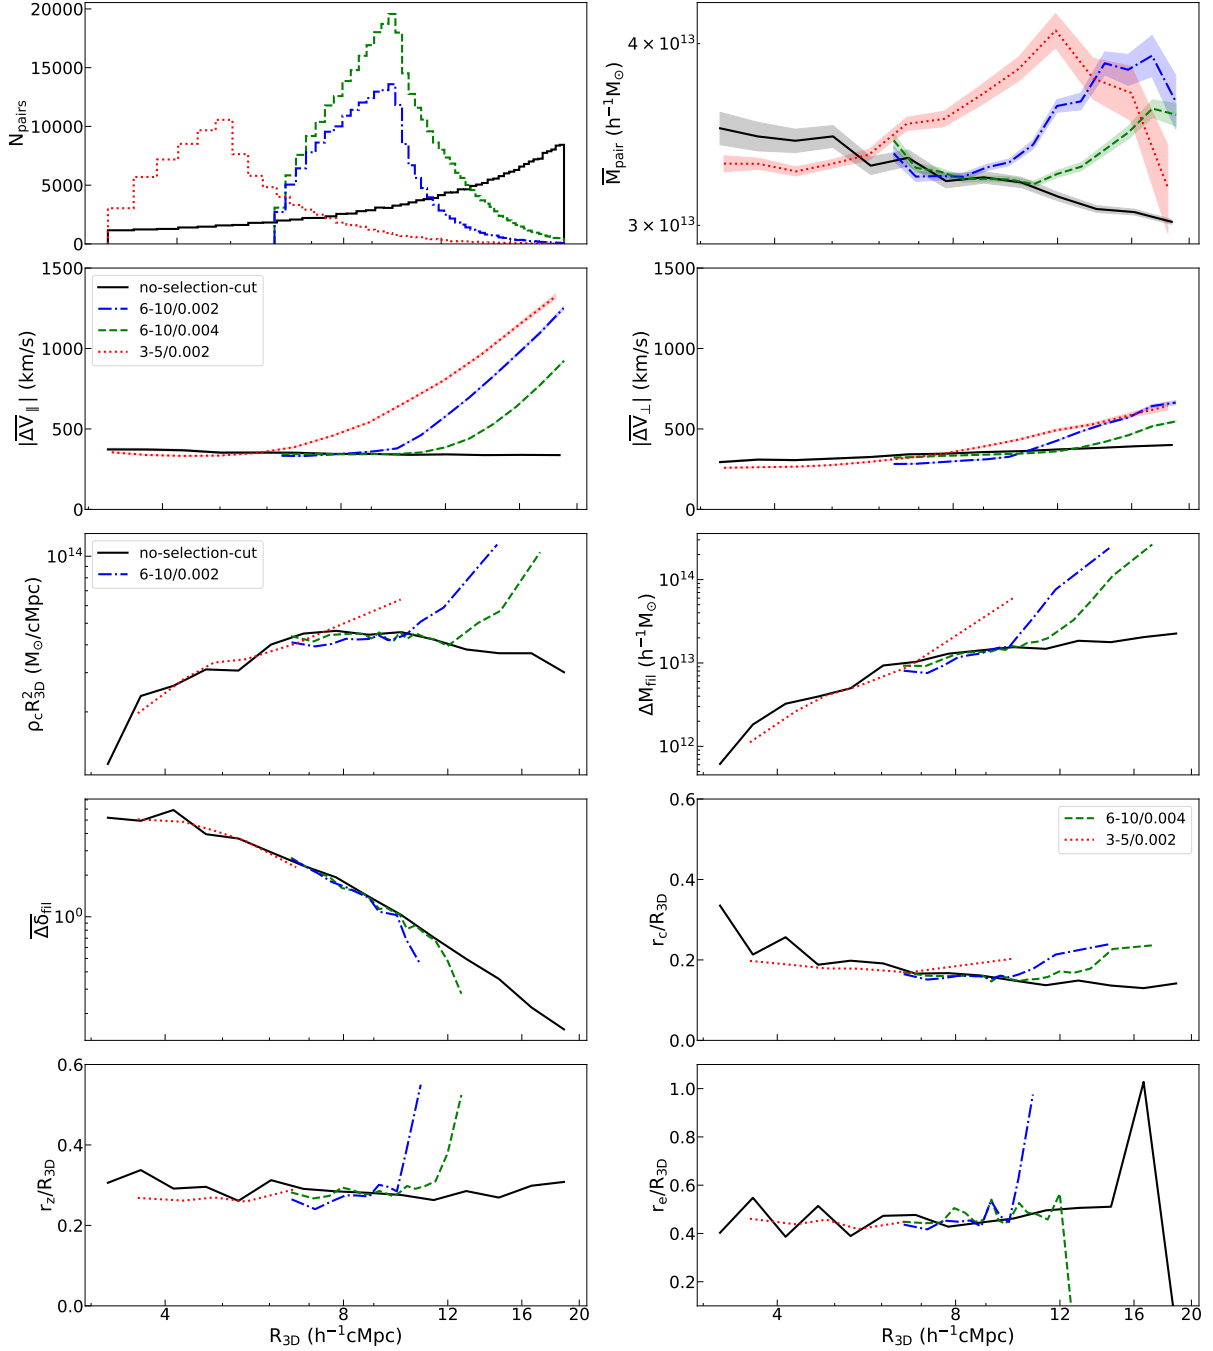 20000
15000
10000
5000
0
N_pairs
4 × 10^13
3 × 10^13
M̅_pair (h⁻¹M_⊙)
1500
1000
500
0
|Δ̅V̅_∥| (km/s)
no-selection-cut
6-10/0.002
6-10/0.004
3-5/0.002
1500
1000
500
0
|Δ̅V̅_⊥| (km/s)
10^14
ρ_cR²_3D (M_⊙/cMpc)
no-selection-cut
6-10/0.002
10^14
10^13
10^12
ΔM_fil (h⁻¹M_⊙)
10^0
Δ̅δ̅_fil
0.6
0.4
0.2
0.0
r_c/R_3D
6-10/0.004
3-5/0.002
0.6
0.4
0.2
0.0
r_z/R_3D
4 8 12 20
R_3D (h⁻¹cMpc)
1.0
0.8
0.6
0.4
0.2
r_e/R_3D
4 8 12 16 20
R_3D (h⁻¹cMpc)